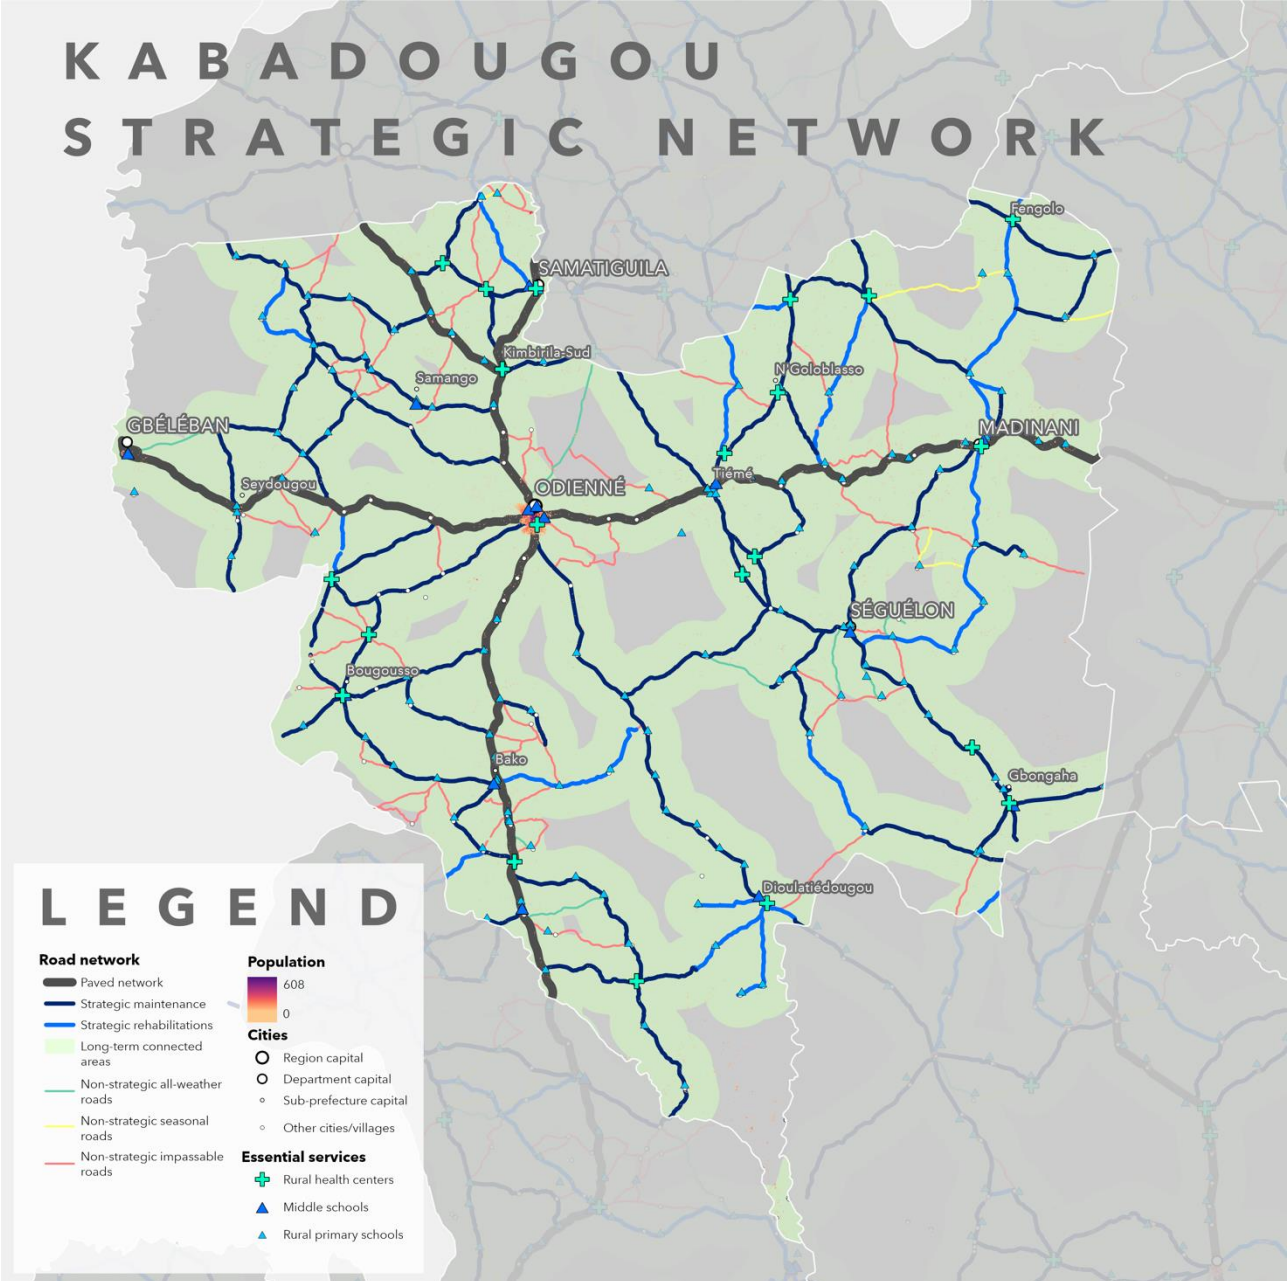 KABADOUGOU
STRATEGIC NETWORK
Fengolo
SAMATIGUILA
Kimbirila-Sud
Samango
N'Goloblasso
GBÉLÉBAN
MADINANI
Seydougou
ODIENNÉ
Tiémé
SÉGUÉLON
Bougousso
Bako
Gbongaha
Dioulatiédougou
LEGEND
Road network
Paved network
Strategic maintenance
Strategic rehabilitations
Long-term connected
areas
Non-strategic all-weather
roads
Non-strategic seasonal
roads
Non-strategic impassable
roads
Population
608
0
Cities
Region capital
Department capital
Sub-prefecture capital
Other cities/villages
Essential services
Rural health centers
Middle schools
Rural primary schools